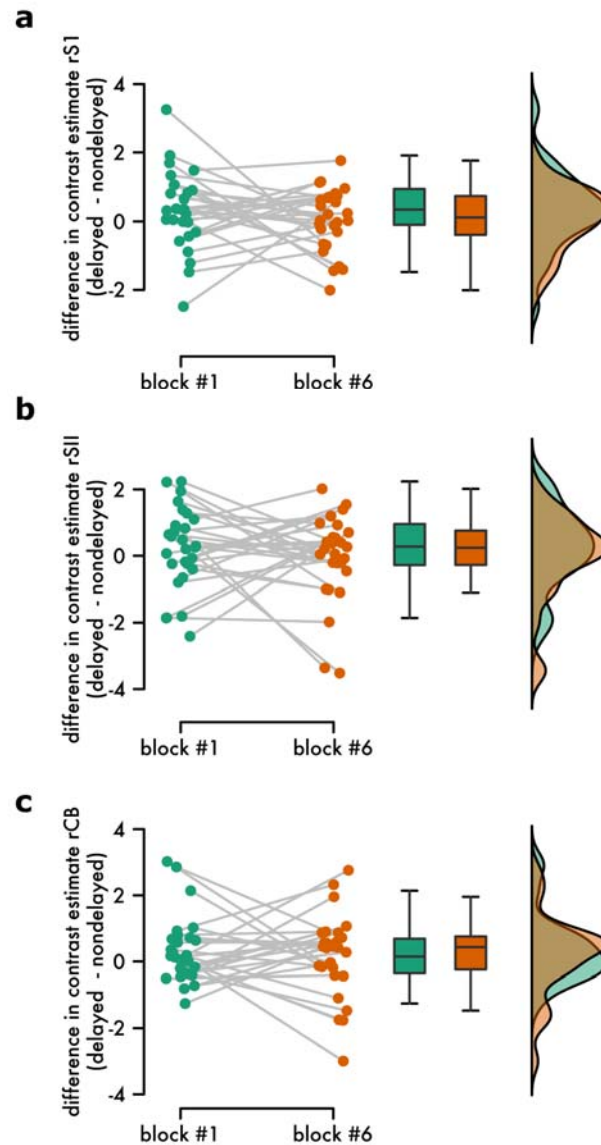 a
difference in contrast estimate rS1
(delayed - nondelayed)
4
2
0
-2
block #1
block #6
b
difference in contrast estimate rSII
(delayed - nondelayed)
2
0
-2
-4
block #1
block #6
c
difference in contrast estimate rCB
(delayed - nondelayed)
4
2
0
-2
-4
block #1
block #6